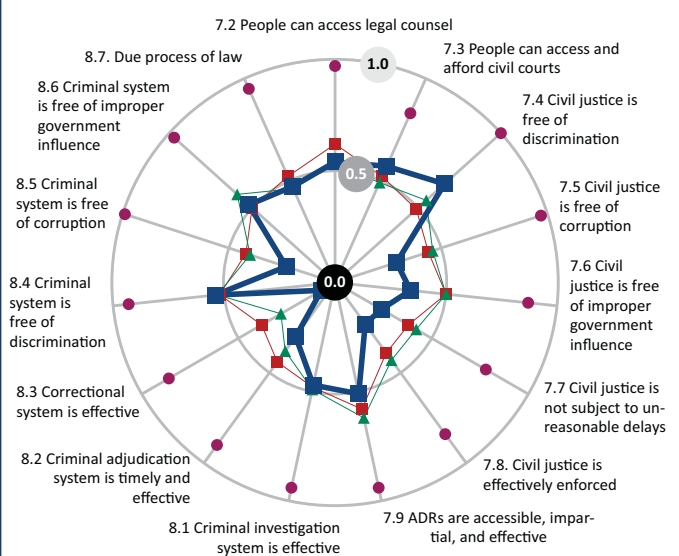 7.2 People can access legal counsel
7.3 People can access and
afford civil courts
7.4 Civil justice is
free of
discrimination
7.5 Civil justice
is free of
corruption
7.6 Civil
justice is free
of improper
government
influence
7.7 Civil justice is
not subject to un-
reasonable delays
7.8. Civil justice is
effectively enforced
7.9 ADRs are accessible, impar-
tial, and effective
8.1 Criminal investigation
system is effective
8.2 Criminal adjudication
system is timely and
effective
8.3 Correctional
system is effective
8.4 Criminal
system is
free of
discrimination
8.5 Criminal
system is free
of corruption
8.6 Criminal system
is free of improper
government
influence
8.7. Due process of law
1.0
0.5
0.0